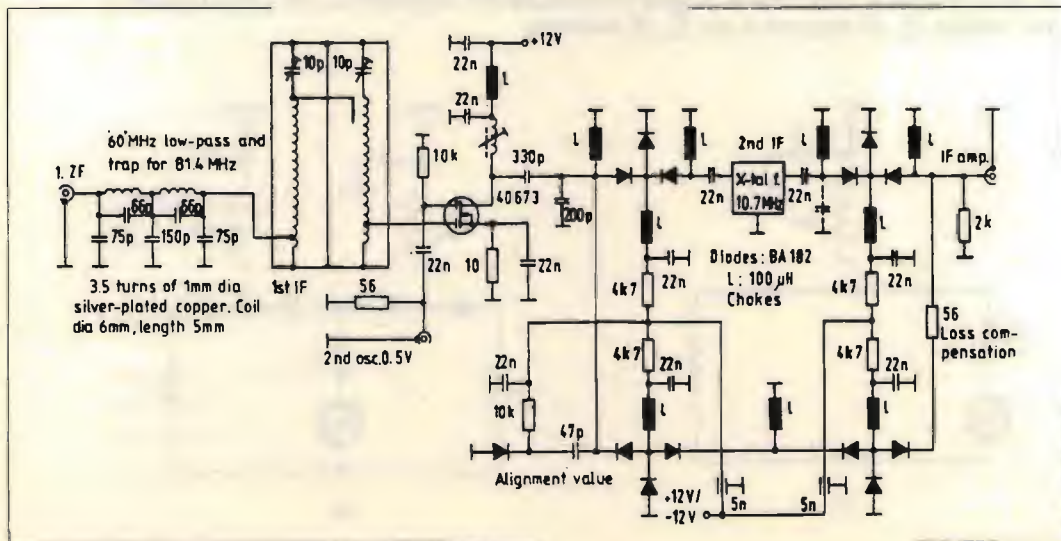 +12V
22n
L
22n
10p
10p
'60'MHz low-pass and
trap for 81.4 MHz
1. ZF
66p
66p
75p
150p
75p
3.5 turns of 1mm dia
silver-plated copper. Coil
dia 6mm, length 5mm
1st IF
10k
330p
40673
200p
22n
10
22n
56
2nd osc. 0.5V
L
L
22n
2nd IF
X-tal f.
10.7MHz
22n
L
L
IF amp.
2k
L
22n
4k7
Diodes: BA182
L: 100 µH
Chokes
L
22n
4k7
56
Loss com-
pensation
4k7
22n
L
4k7
22n
L
L
22n
10k
47p
Alignment value
+12V/
-12V
5n
5n